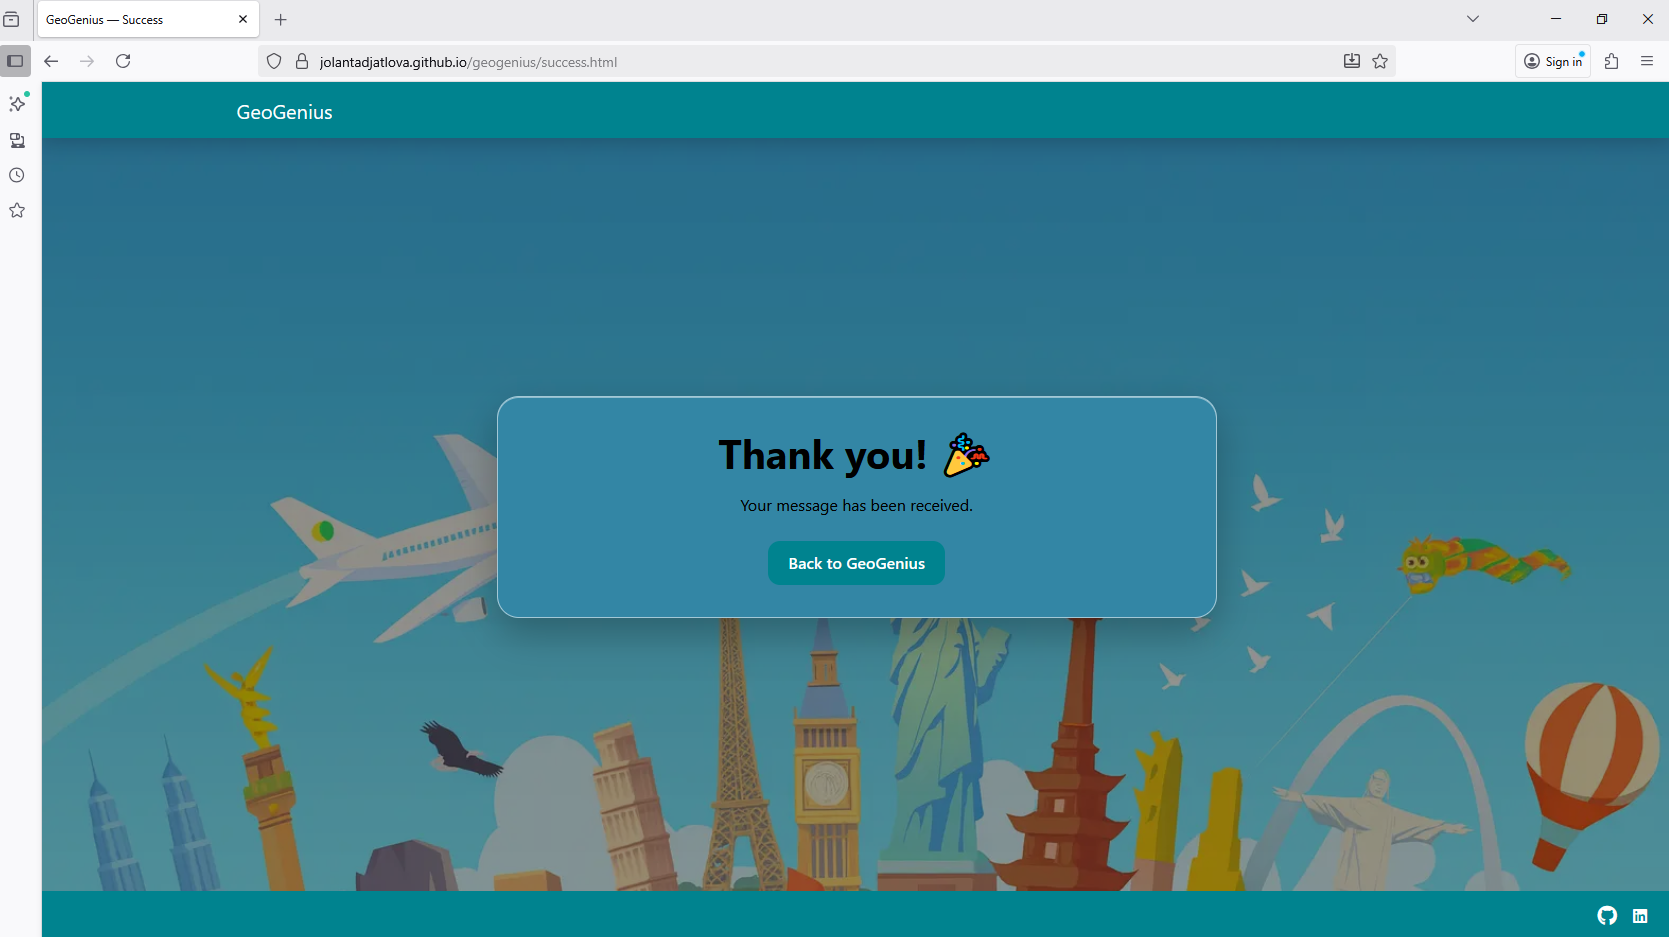 GeoGenius — Success
jolantadjatlova.github.io/geogenius/success.html
Sign in
GeoGenius
Thank you! 🎉
Your message has been received.
Back to GeoGenius